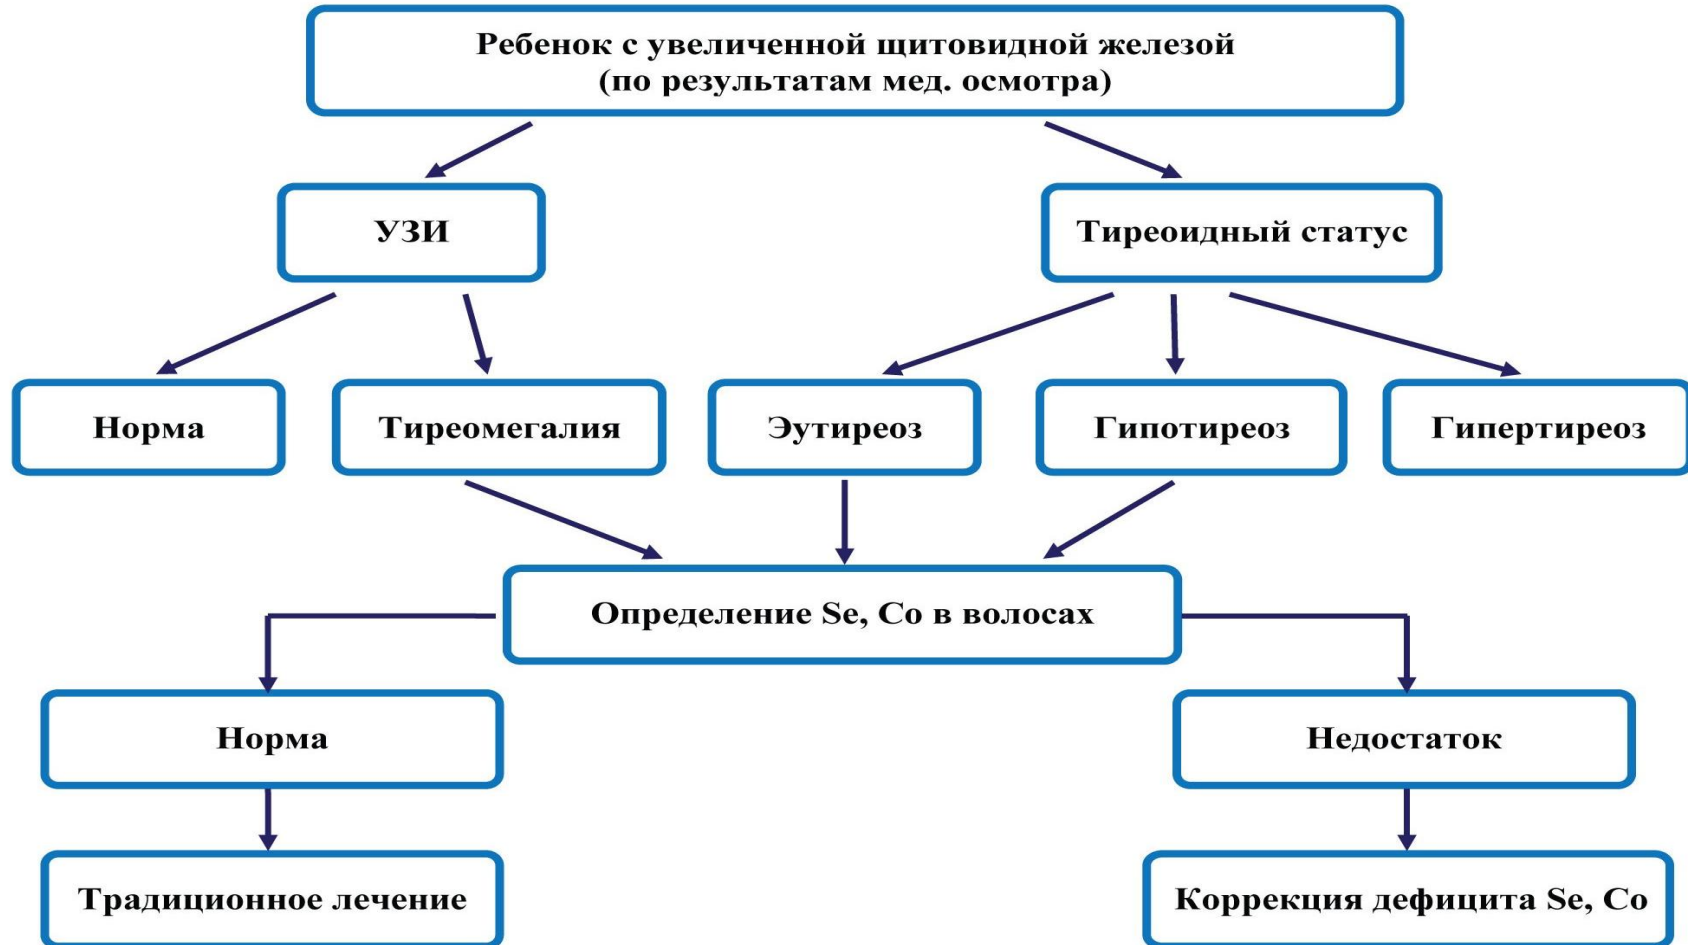 Ребенок с увеличенной щитовидной железой
(по результатам мед. осмотра)
УЗИ
Тиреоидный статус
Норма
Тиреомегалия
Эутиреоз
Гипотиреоз
Гипертиреоз
Определение Se, Co в волосах
Норма
Недостаток
Традиционное лечение
Коррекция дефицита Se, Co